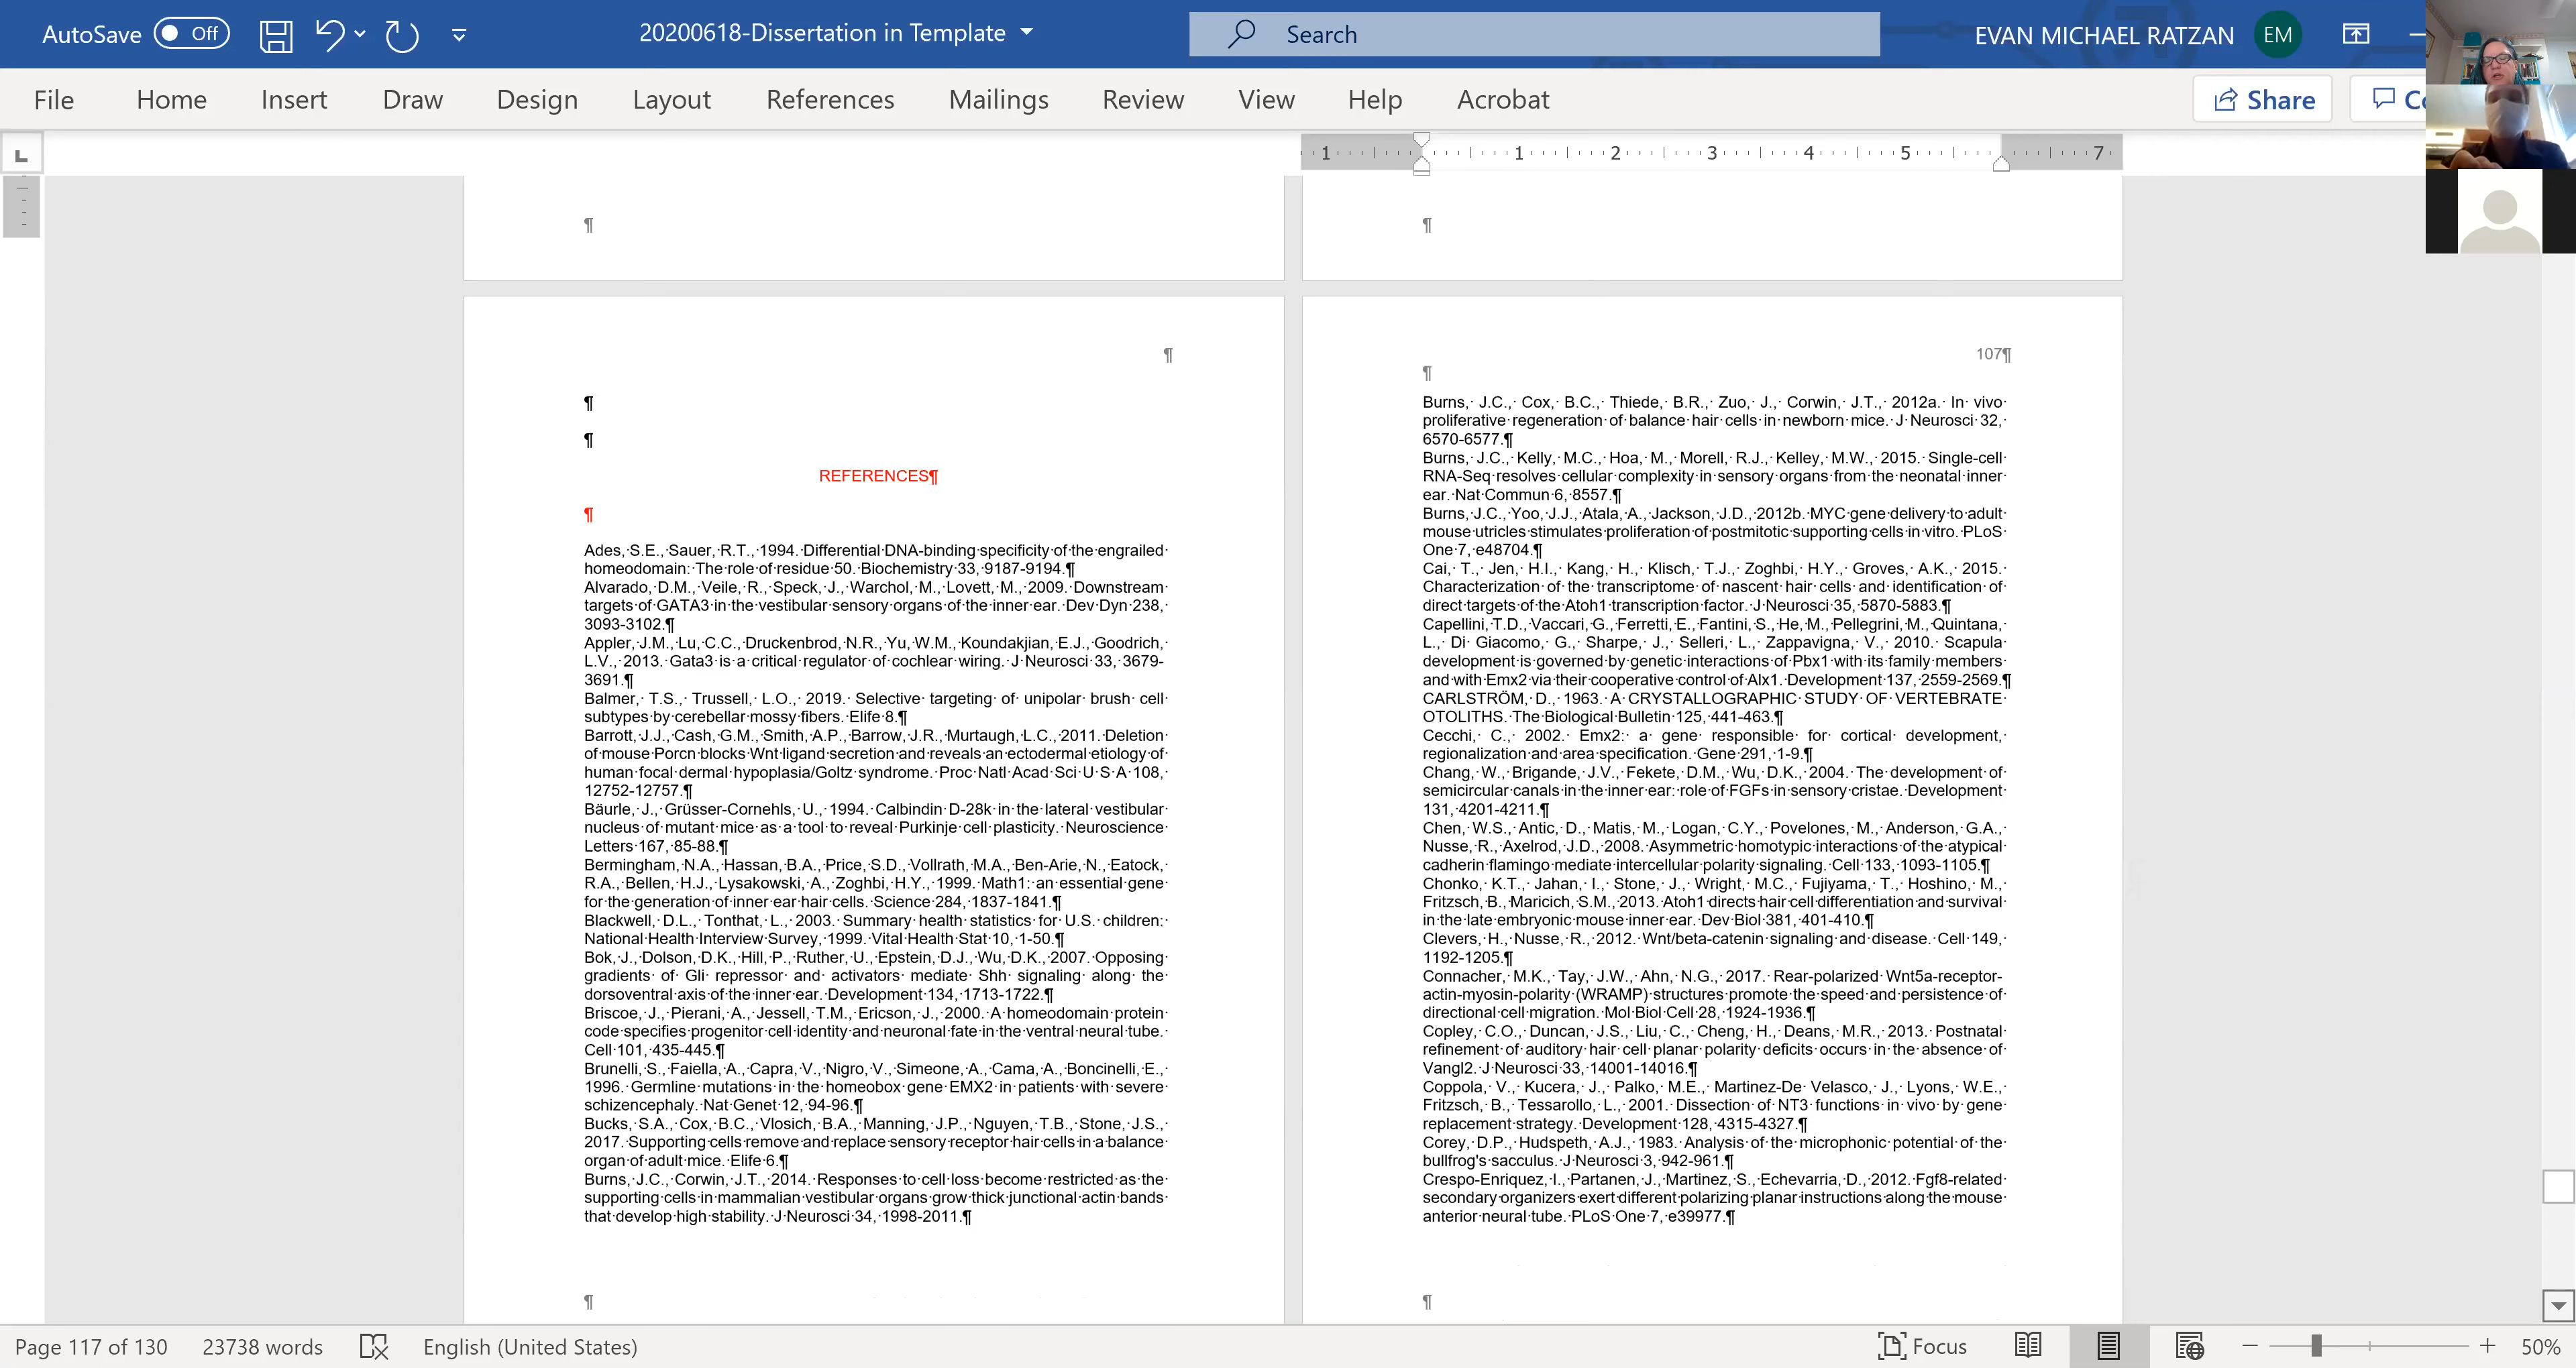 AutoSave Off 20200618-Dissertation in Template Search EVAN MICHAEL RATZAN EM
File Home Insert Draw Design Layout References Mailings Review View Help Acrobat Share Co
L 1 1 2 3 4 5 7
¶ ¶
¶
¶
¶
REFERENCES¶
¶
Ades, S.E., Sauer, R.T., 1994. Differential DNA-binding specificity of the engrailed
homeodomain: The role of residue 50. Biochemistry 33, 9187-9194.¶
Alvarado, D.M., Veile, R., Speck, J., Warchol, M., Lovett, M., 2009. Downstream
targets of GATA3 in the vestibular sensory organs of the inner ear. Dev Dyn 238,
3093-3102.¶
Appler, J.M., Lu, C.C., Druckenbrod, N.R., Yu, W.M., Koundakjian, E.J., Goodrich,
L.V., 2013. Gata3 is a critical regulator of cochlear wiring. J Neurosci 33, 3679-
3691.¶
Balmer, T.S., Trussell, L.O., 2019. Selective targeting of unipolar brush cell
subtypes by cerebellar mossy fibers. Elife 8.¶
Barrott, J.J., Cash, G.M., Smith, A.P., Barrow, J.R., Murtaugh, L.C., 2011. Deletion
of mouse Porcn blocks Wnt ligand secretion and reveals an ectodermal etiology of
human focal dermal hypoplasia/Goltz syndrome. Proc Natl Acad Sci U S A 108,
12752-12757.¶
Bäurle, J., Grüsser-Cornehls, U., 1994. Calbindin D-28k in the lateral vestibular
nucleus of mutant mice as a tool to reveal Purkinje cell plasticity. Neuroscience
Letters 167, 85-88.¶
Bermingham, N.A., Hassan, B.A., Price, S.D., Vollrath, M.A., Ben-Arie, N., Eatock,
R.A., Bellen, H.J., Lysakowski, A., Zoghbi, H.Y., 1999. Math1: an essential gene
for the generation of inner ear hair cells. Science 284, 1837-1841.¶
Blackwell, D.L., Tonthat, L., 2003. Summary health statistics for U.S. children:
National Health Interview Survey, 1999. Vital Health Stat 10, 1-50.¶
Bok, J., Dolson, D.K., Hill, P., Ruther, U., Epstein, D.J., Wu, D.K., 2007. Opposing
gradients of Gli repressor and activators mediate Shh signaling along the
dorsoventral axis of the inner ear. Development 134, 1713-1722.¶
Briscoe, J., Pierani, A., Jessell, T.M., Ericson, J., 2000. A homeodomain protein
code specifies progenitor cell identity and neuronal fate in the ventral neural tube.
Cell 101, 435-445.¶
Brunelli, S., Faiella, A., Capra, V., Nigro, V., Simeone, A., Cama, A., Boncinelli, E.,
1996. Germline mutations in the homeobox gene EMX2 in patients with severe
schizencephaly. Nat Genet 12, 94-96.¶
Bucks, S.A., Cox, B.C., Vlosich, B.A., Manning, J.P., Nguyen, T.B., Stone, J.S.,
2017. Supporting cells remove and replace sensory receptor hair cells in a balance
organ of adult mice. Elife 6.¶
Burns, J.C., Corwin, J.T., 2014. Responses to cell loss become restricted as the
supporting cells in mammalian vestibular organs grow thick junctional actin bands
that develop high stability. J Neurosci 34, 1998-2011.¶
¶
107¶
¶
Burns, J.C., Cox, B.C., Thiede, B.R., Zuo, J., Corwin, J.T., 2012a. In vivo
proliferative regeneration of balance hair cells in newborn mice. J Neurosci 32,
6570-6577.¶
Burns, J.C., Kelly, M.C., Hoa, M., Morell, R.J., Kelley, M.W., 2015. Single-cell
RNA-Seq resolves cellular complexity in sensory organs from the neonatal inner
ear. Nat Commun 6, 8557.¶
Burns, J.C., Yoo, J.J., Atala, A., Jackson, J.D., 2012b. MYC gene delivery to adult
mouse utricles stimulates proliferation of postmitotic supporting cells in vitro. PLoS
One 7, e48704.¶
Cai, T., Jen, H.I., Kang, H., Klisch, T.J., Zoghbi, H.Y., Groves, A.K., 2015.
Characterization of the transcriptome of nascent hair cells and identification of
direct targets of the Atoh1 transcription factor. J Neurosci 35, 5870-5883.¶
Capellini, T.D., Vaccari, G., Ferretti, E., Fantini, S., He, M., Pellegrini, M., Quintana,
L., Di Giacomo, G., Sharpe, J., Selleri, L., Zappavigna, V., 2010. Scapula
development is governed by genetic interactions of Pbx1 with its family members
and with Emx2 via their cooperative control of Alx1. Development 137, 2559-2569.¶
CARLSTRÖM, D., 1963. A CRYSTALLOGRAPHIC STUDY OF VERTEBRATE
OTOLITHS. The Biological Bulletin 125, 441-463.¶
Cecchi, C., 2002. Emx2: a gene responsible for cortical development,
regionalization and area specification. Gene 291, 1-9.¶
Chang, W., Brigande, J.V., Fekete, D.M., Wu, D.K., 2004. The development of
semicircular canals in the inner ear: role of FGFs in sensory cristae. Development
131, 4201-4211.¶
Chen, W.S., Antic, D., Matis, M., Logan, C.Y., Povelones, M., Anderson, G.A.,
Nusse, R., Axelrod, J.D., 2008. Asymmetric homotypic interactions of the atypical
cadherin flamingo mediate intercellular polarity signaling. Cell 133, 1093-1105.¶
Chonko, K.T., Jahan, I., Stone, J., Wright, M.C., Fujiyama, T., Hoshino, M.,
Fritzsch, B., Maricich, S.M., 2013. Atoh1 directs hair cell differentiation and survival
in the late embryonic mouse inner ear. Dev Biol 381, 401-410.¶
Clevers, H., Nusse, R., 2012. Wnt/beta-catenin signaling and disease. Cell 149,
1192-1205.¶
Connacher, M.K., Tay, J.W., Ahn, N.G., 2017. Rear-polarized Wnt5a-receptor-
actin-myosin-polarity (WRAMP) structures promote the speed and persistence of
directional cell migration. Mol Biol Cell 28, 1924-1936.¶
Copley, C.O., Duncan, J.S., Liu, C., Cheng, H., Deans, M.R., 2013. Postnatal
refinement of auditory hair cell planar polarity deficits occurs in the absence of
Vangl2. J Neurosci 33, 14001-14016.¶
Coppola, V., Kucera, J., Palko, M.E., Martinez-De Velasco, J., Lyons, W.E.,
Fritzsch, B., Tessarollo, L., 2001. Dissection of NT3 functions in vivo by gene
replacement strategy. Development 128, 4315-4327.¶
Corey, D.P., Hudspeth, A.J., 1983. Analysis of the microphonic potential of the
bullfrog's sacculus. J Neurosci 3, 942-961.¶
Crespo-Enriquez, I., Partanen, J., Martinez, S., Echevarria, D., 2012. Fgf8-related
secondary organizers exert different polarizing planar instructions along the mouse
anterior neural tube. PLoS One 7, e39977.¶
¶
Page 117 of 130 23738 words English (United States) Focus 50%